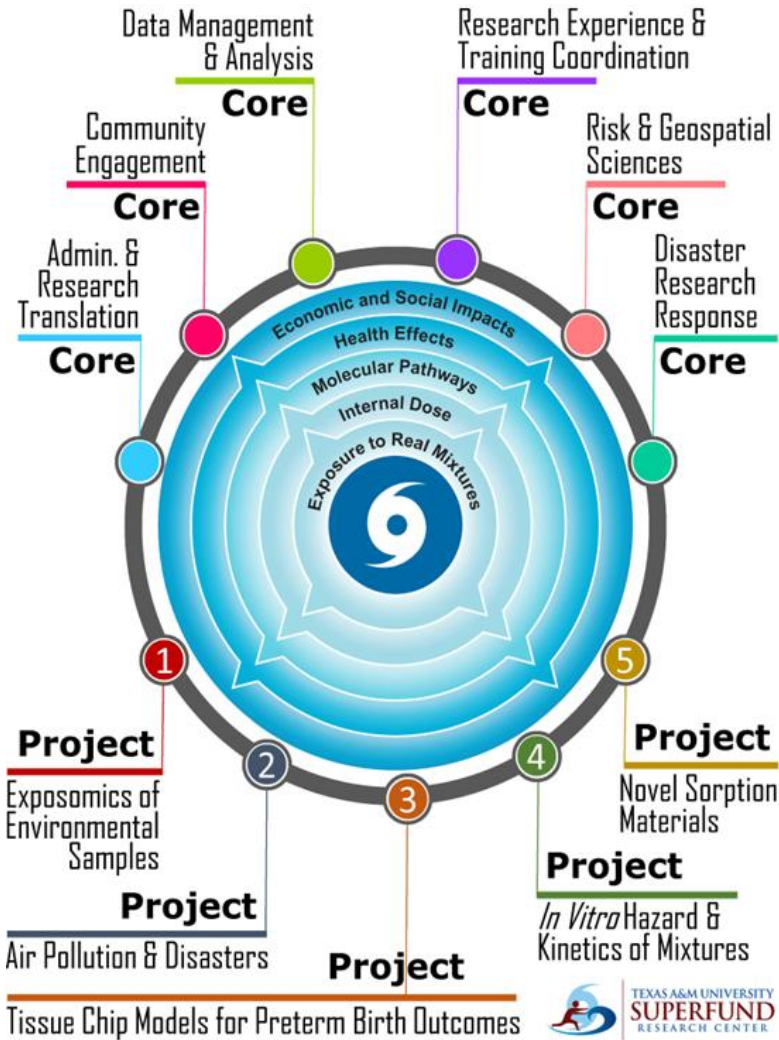 Data Management
& Analysis
Core
Research Experience &
Training Coordination
Core
Community
Engagement
Core
Risk & Geospatial
Sciences
Core
Admin. &
Research
Translation
Core
Disaster
Research
Response
Core
Economic and Social Impacts
Health Effects
Molecular Pathways
Internal Dose
Exposure to Real Mixtures
1
Project
Exposomics of
Environmental
Samples
2
Project
Air Pollution & Disasters
3
Project
Tissue Chip Models for Preterm Birth Outcomes
4
Project
In Vitro Hazard &
Kinetics of Mixtures
5
Project
Novel Sorption
Materials
TEXAS A&M UNIVERSITY
SUPERFUND
RESEARCH CENTER